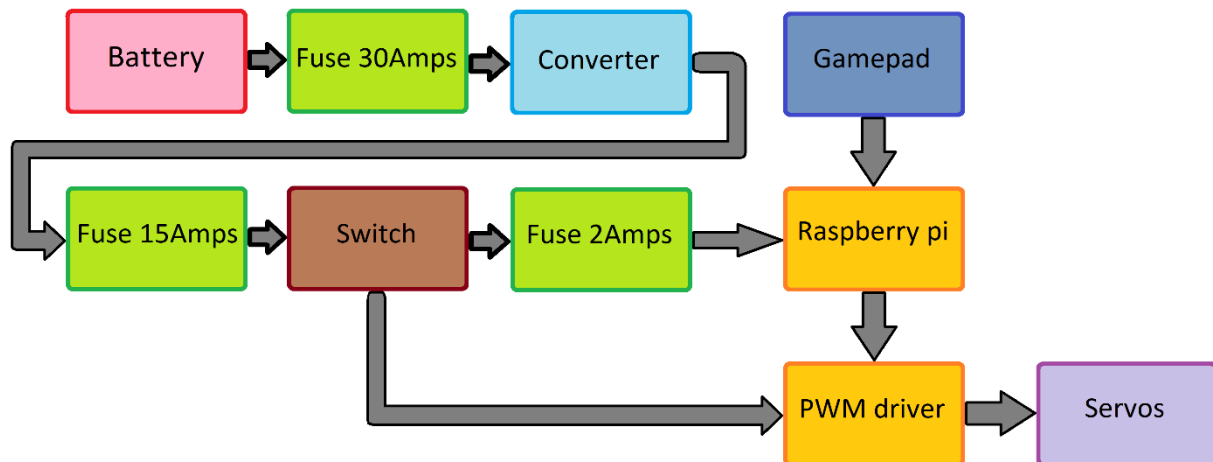 Battery
Fuse 30Amps
Converter
Gamepad
Fuse 15Amps
Switch
Fuse 2Amps
Raspberry pi
PWM driver
Servos